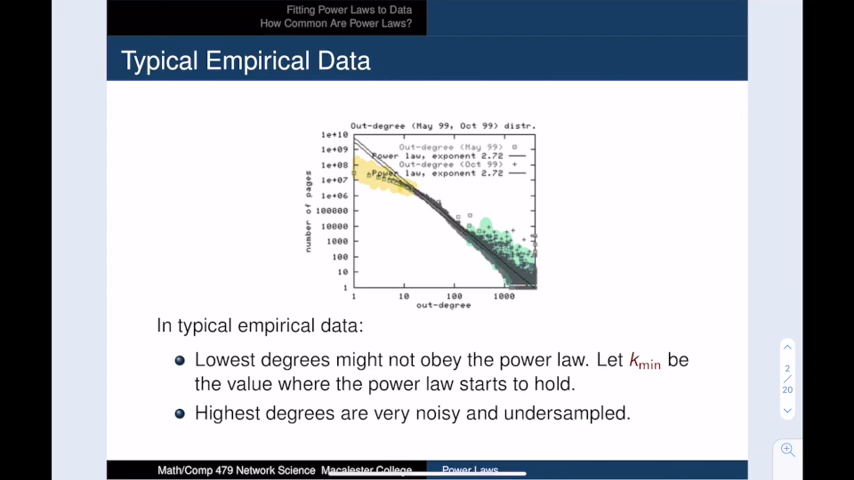 Fitting Power Laws to Data
How Common Are Power Laws?
Typical Empirical Data
Out-degree (May 99, Oct 99) distr.
1e+10
1e+09
1e+08
1e+07
1e+06
100000
10000
1000
100
10
1
number of pages
Out-degree (May 99)
Power law, exponent 2.72
Out-degree (Oct 99)
Power law, exponent 2.72
1 10 100 1000
out-degree
In typical empirical data:
Lowest degrees might not obey the power law. Let kmin be
the value where the power law starts to hold.
Highest degrees are very noisy and undersampled.
2
/
20
Math/Comp 479 Network Science Macalester College Power Laws